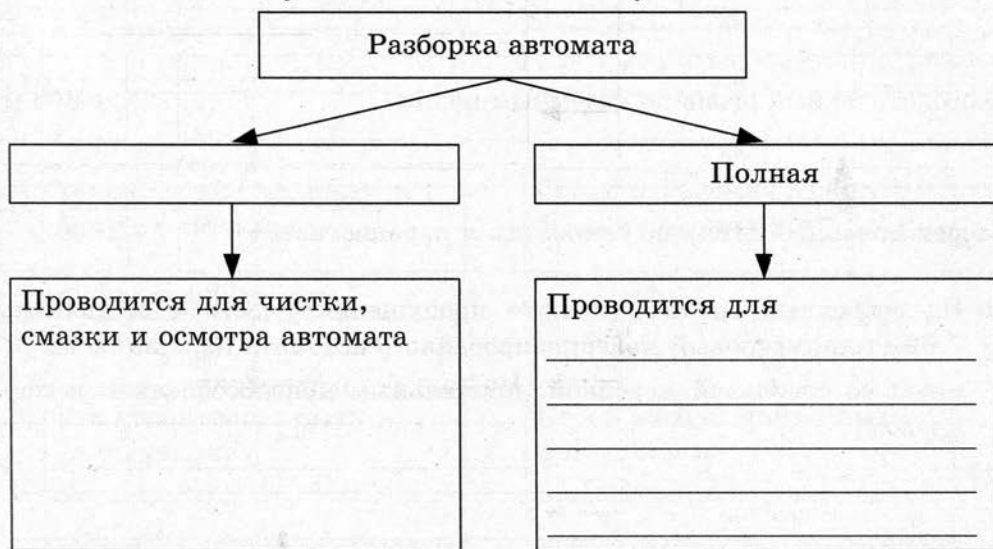 Разборка автомата
Полная
Проводится для чистки,
смазки и осмотра автомата
Проводится для